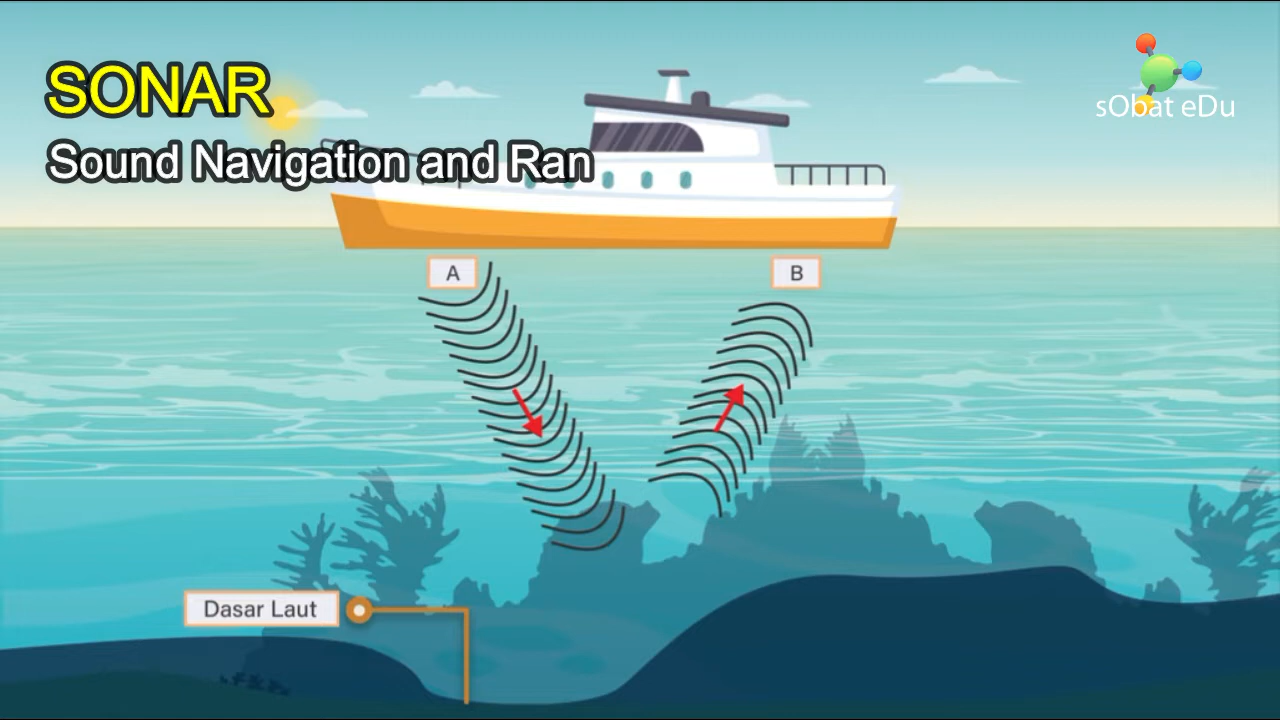 SONAR
sObat eDu
Sound Navigation and Ran
A
B
Dasar Laut